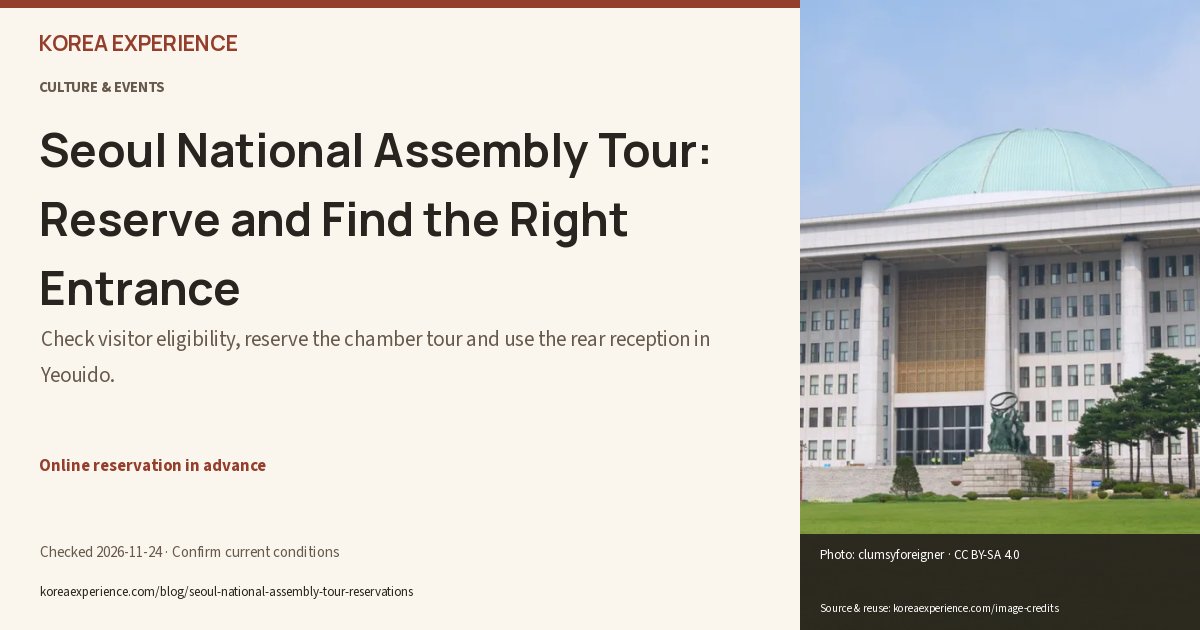 KOREA EXPERIENCE
CULTURE & EVENTS
Seoul National Assembly Tour:
Reserve and Find the Right
Entrance
Check visitor eligibility, reserve the chamber tour and use the rear reception in
Yeouido.
Online reservation in advance
Checked 2026-11-24 · Confirm current conditions
koreaexperience.com/blog/seoul-national-assembly-tour-reservations
Photo: clumsyforeigner · CC BY-SA 4.0
Source & reuse: koreaexperience.com/image-credits